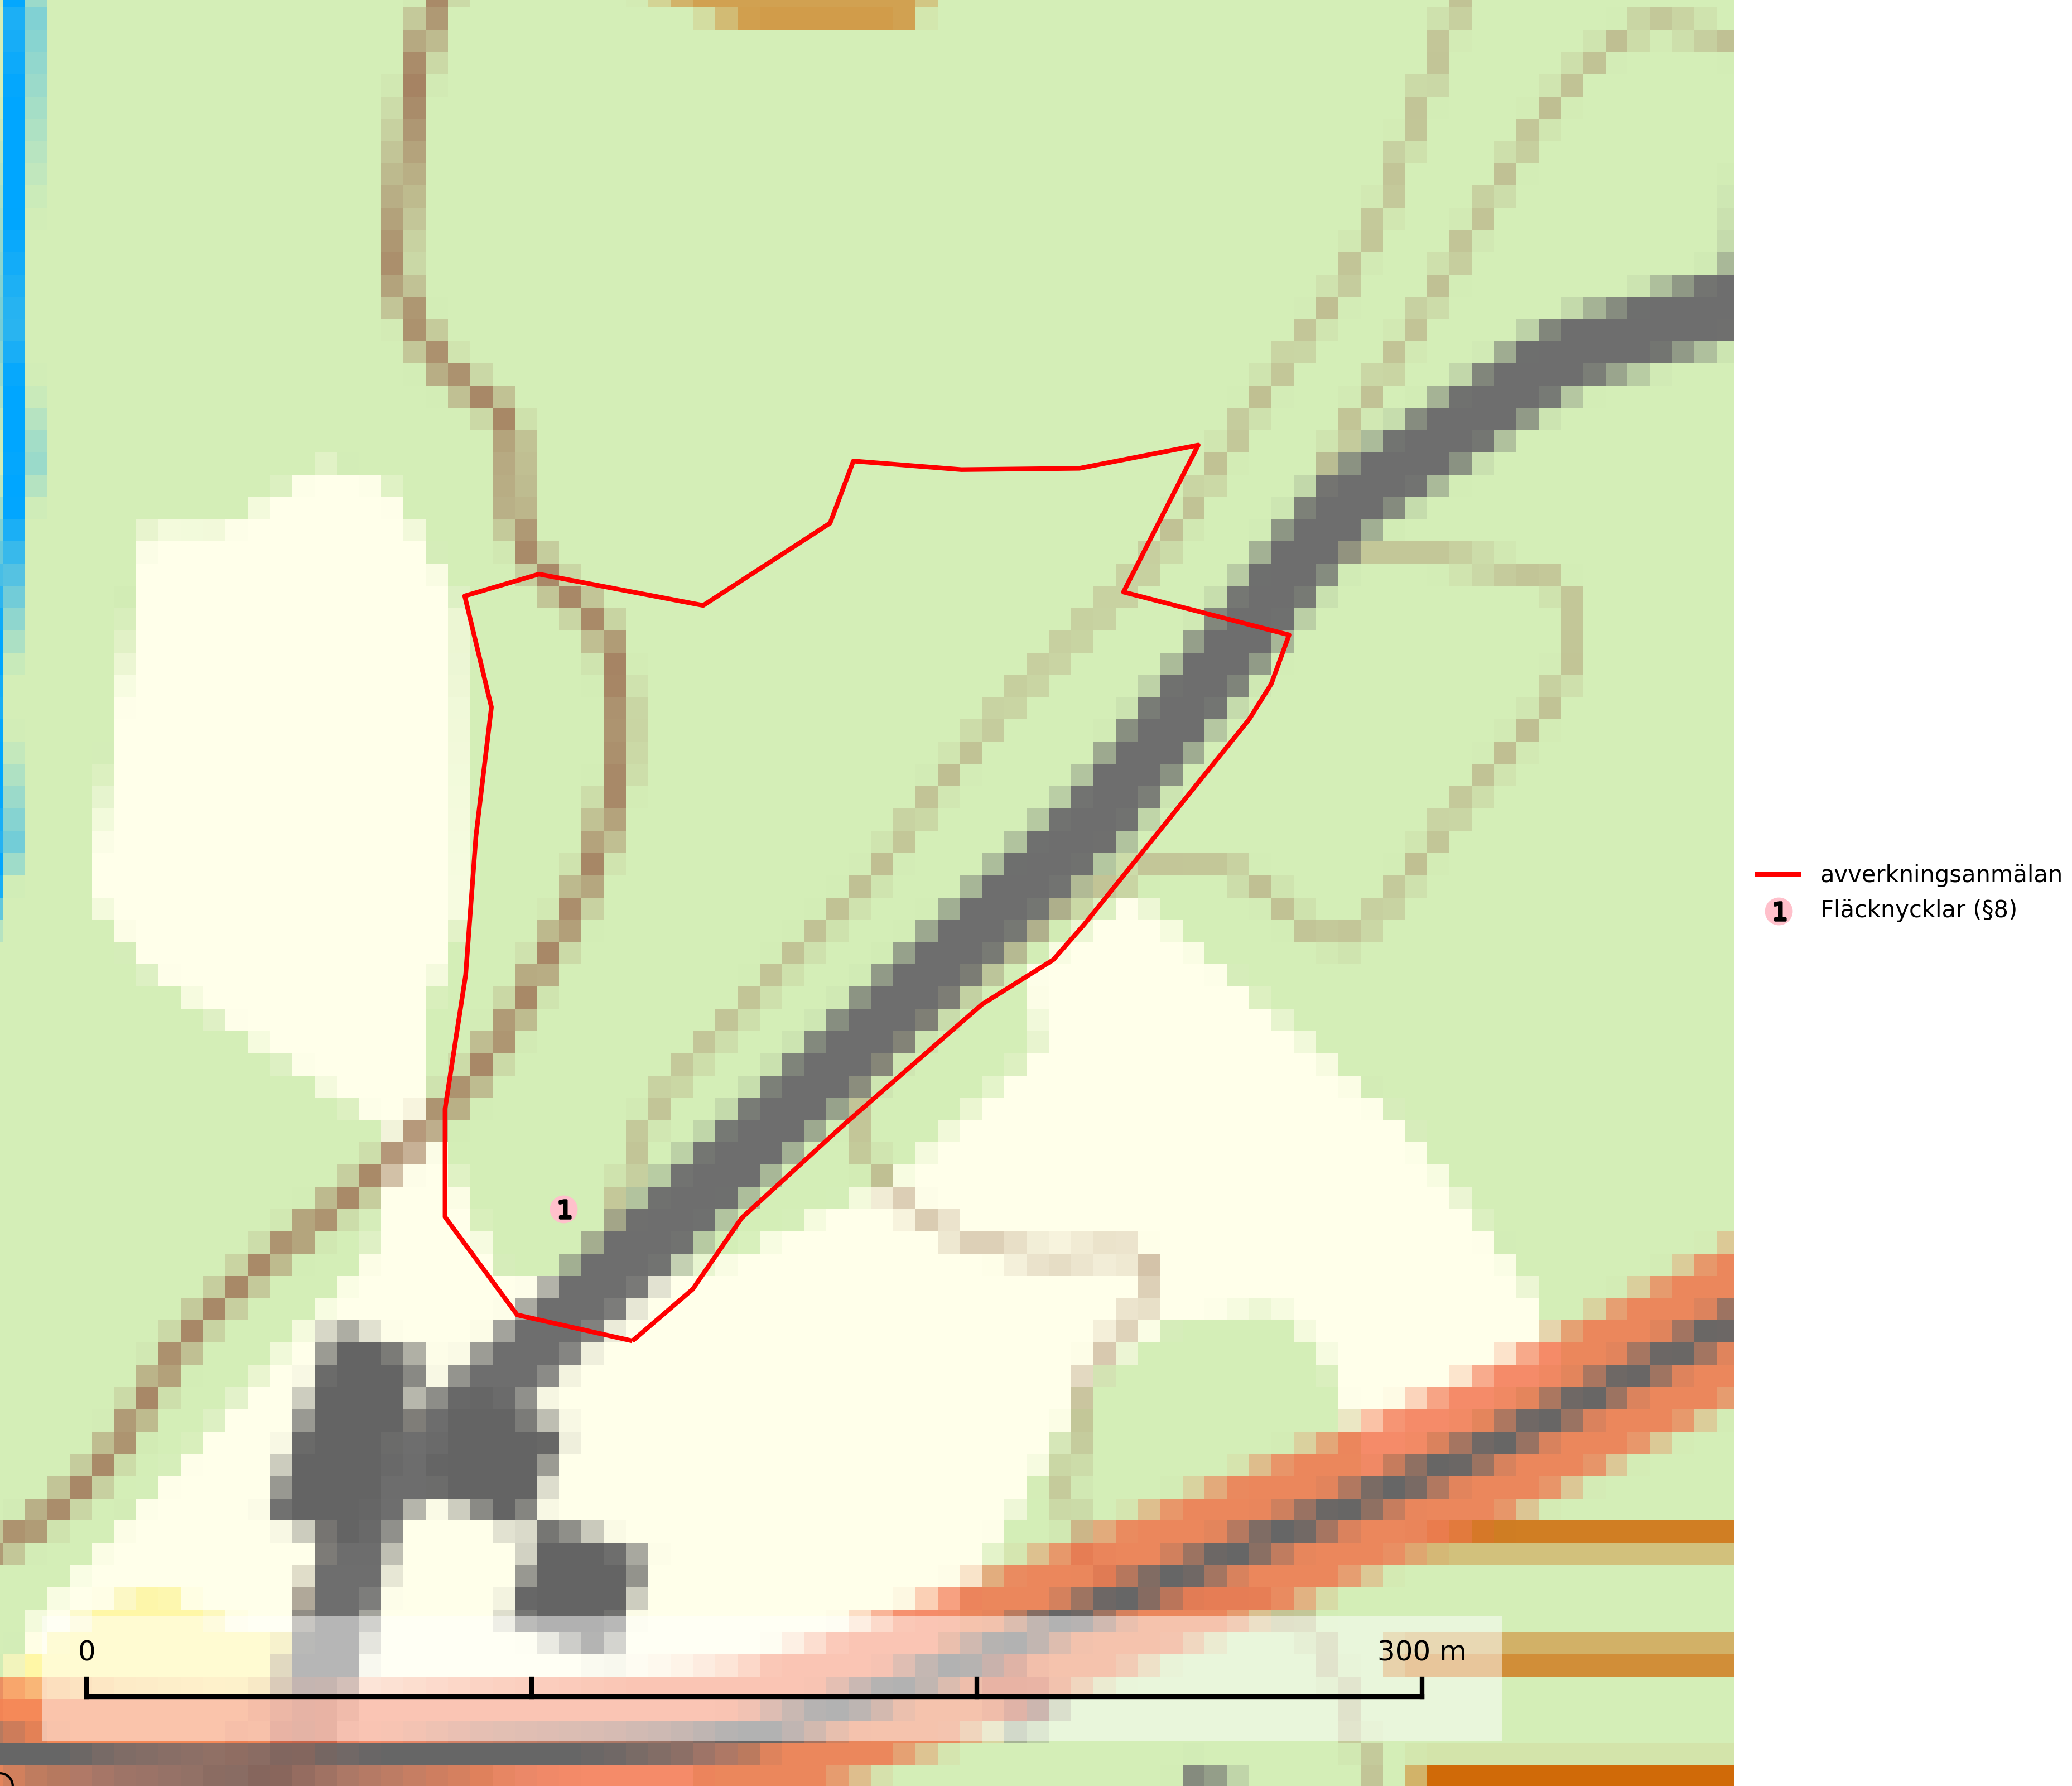 1
avverkningsanmälan
1 Fläcknycklar (§8)
0 300 m